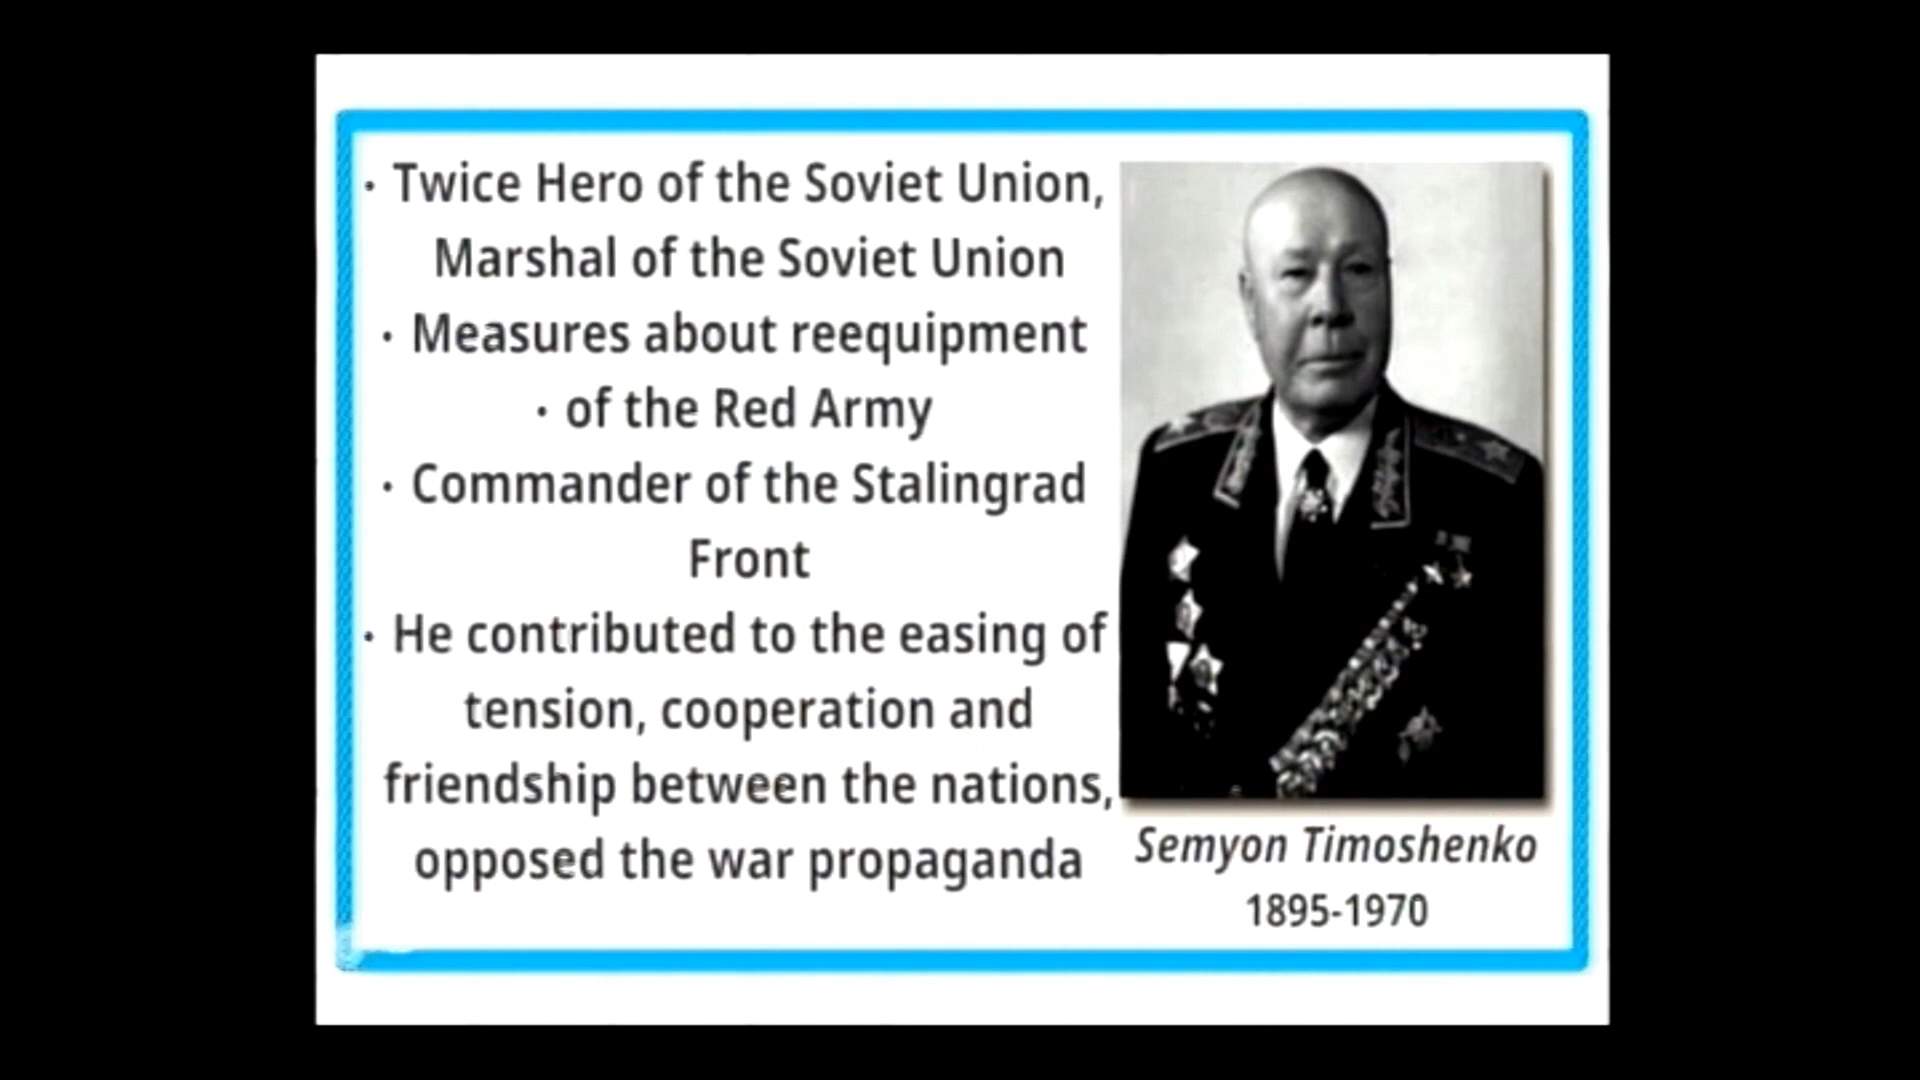 · Twice Hero of the Soviet Union,
Marshal of the Soviet Union
· Measures about reequipment
· of the Red Army
· Commander of the Stalingrad
Front
· He contributed to the easing of
tension, cooperation and
friendship between the nations,
opposed the war propaganda
Semyon Timoshenko
1895-1970